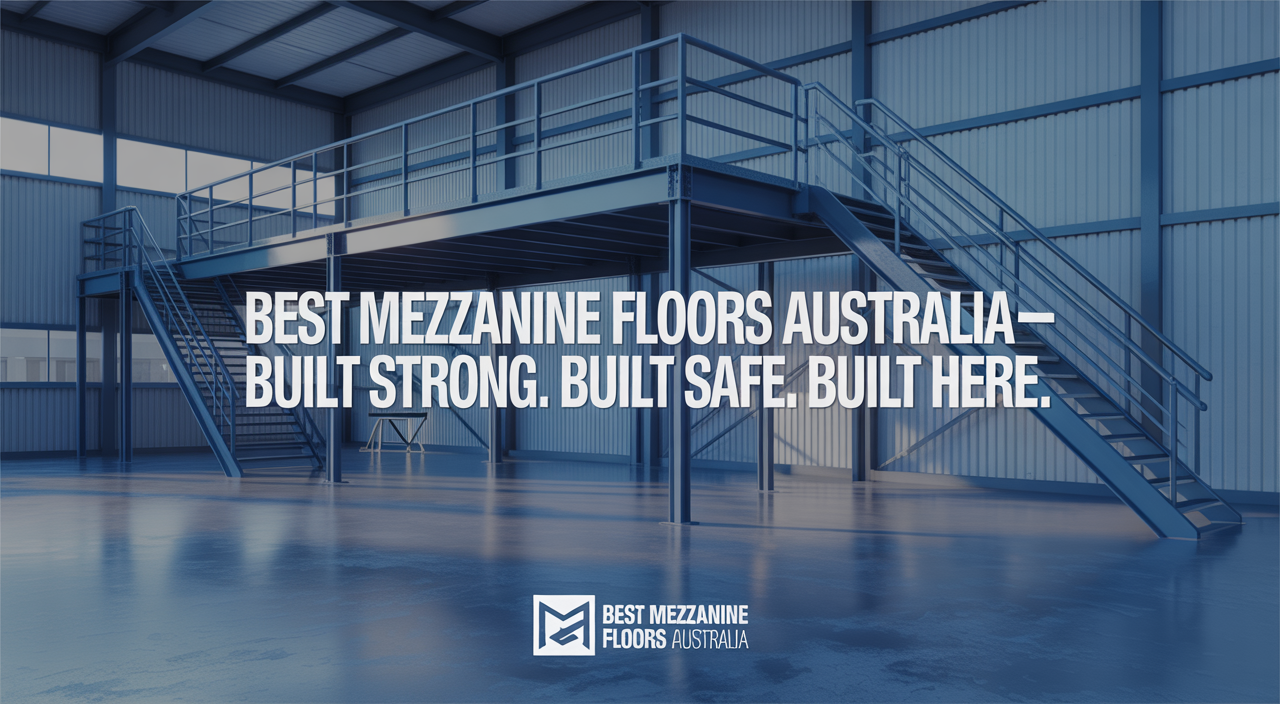 BEST MEZZANINE FLOORS AUSTRALIA—
BUILT STRONG. BUILT SAFE. BUILT HERE.
BEST MEZZANINE
FLOORS AUSTRALIA